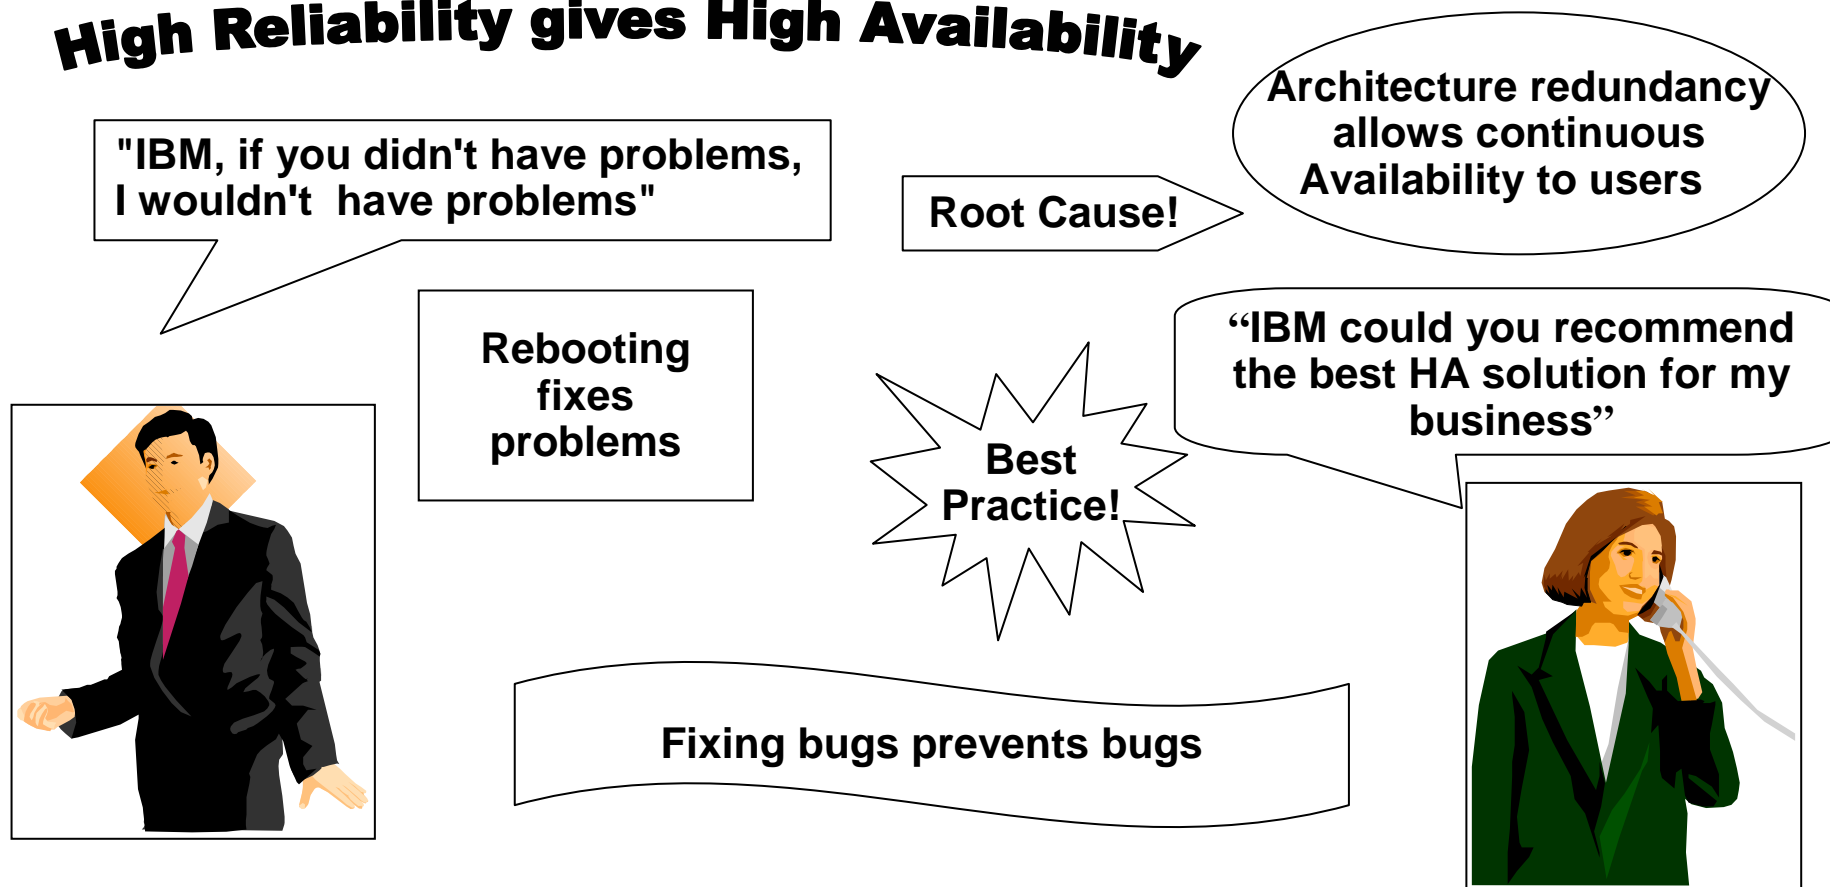 High Reliability gives High Availability
"IBM, if you didn't have problems,
I wouldn't  have problems"
Root Cause!
Architecture redundancy
allows continuous
Availability to users
Rebooting
fixes
problems
Best
Practice!
“IBM could you recommend
the best HA solution for my
business”
Fixing bugs prevents bugs